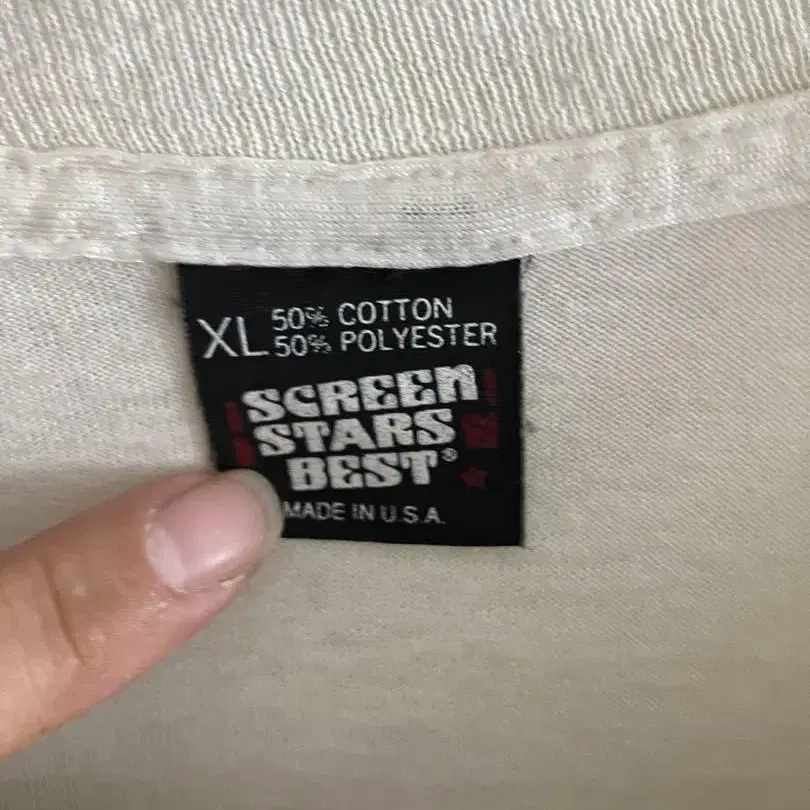 XL 50% COTTON
50% POLYESTER
SCREEN
STARS
BEST®
MADE IN U.S.A.